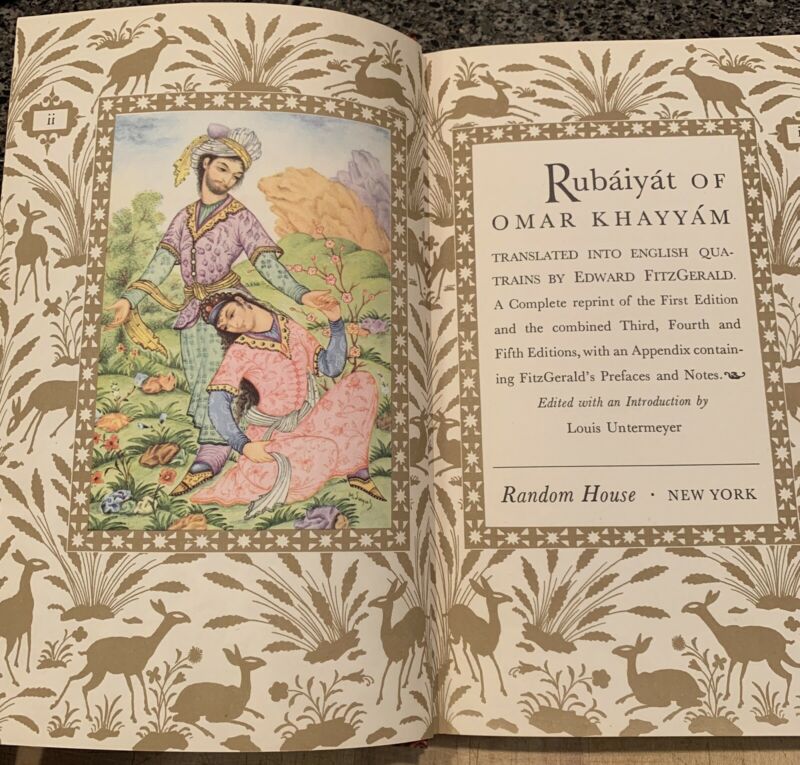 ii
Rubáiyát OF
OMAR KHAYYÁM
TRANSLATED INTO ENGLISH QUA-
TRAINS BY EDWARD FITZGERALD.
A Complete reprint of the First Edition
and the combined Third, Fourth and
Fifth Editions, with an Appendix contain-
ing FitzGerald's Prefaces and Notes.
Edited with an Introduction by
Louis Untermeyer
Random House · NEW YORK